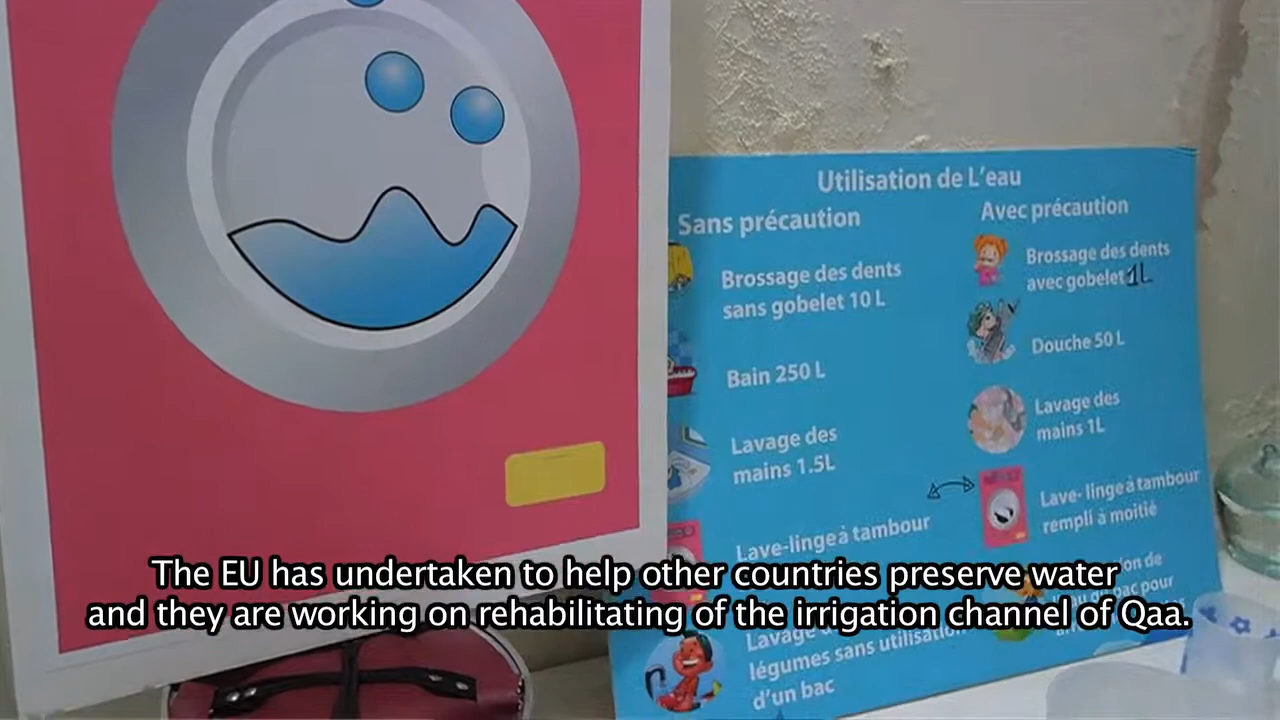 Utilisation de L'eau
Sans précaution
Avec précaution
Brossage des dents
sans gobelet 10 L
Brossage des dents
avec gobelet 1L
Bain 250 L
Douche 50 L
Lavage des
mains 1.5L
Lavage des
mains 1L
Lave-linge à tambour
Lave- linge à tambour
rempli à moitié
Lavage
légumes sans utilisation
d'un bac
bac pour
The EU has undertaken to help other countries preserve water
and they are working on rehabilitating of the irrigation channel of Qaa.